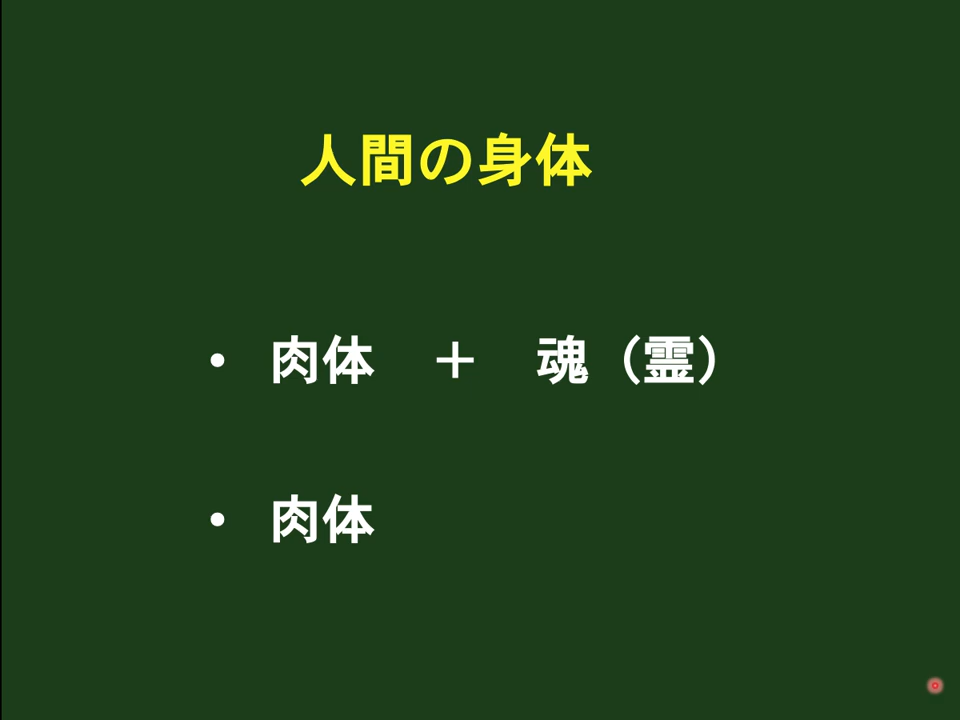 人間の身体
• 肉体　＋　魂（霊）
• 肉体